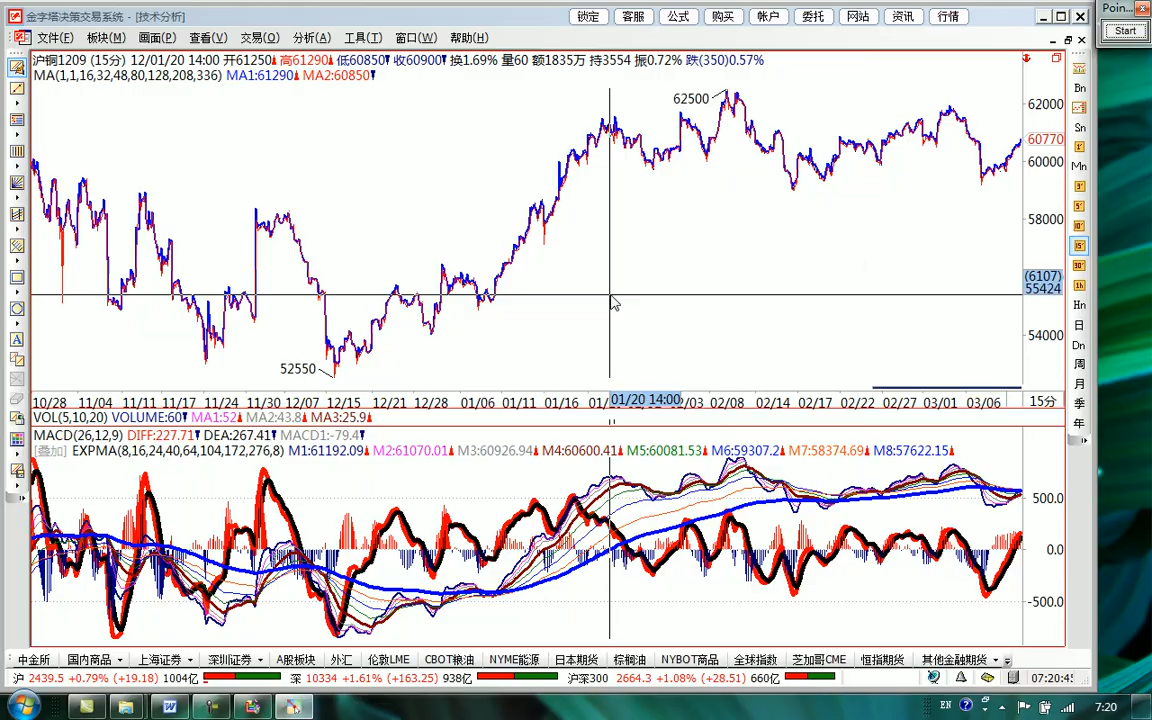 金字塔决策交易系统 - [技术分析]
锁定 客服 公式 购买 帐户 委托 网站 资讯 行情
Poin...
Start
文件(F) 板块(M) 画面(P) 查看(V) 交易(O) 分析(A) 工具(T) 窗口(W) 帮助(H)
沪铜1209 (15分) 12/01/20 14:00 开61250 高61290 低60850 收60900 换1.69% 量60 额1835万 持3554 振0.72% 跌(350)0.57%
MA(1,1,16,32,48,80,128,208,336) MA1:61290 MA2:60850
62500
62000
60770
60000
58000
(6107)
55424
54000
52550
10/28 11/04 11/11 11/17 11/24 11/30 12/07 12/15 12/21 12/28 01/06 01/11 01/16 01/20 14:00 /03 02/08 02/14 02/17 02/22 02/27 03/01 03/06 15分
VOL(5,10,20) VOLUME:60 MA1:52 MA2:43.8 MA3:25.9
MACD(26,12,9) DIFF:227.71 DEA:267.41 MACD1:-79.4
[叠加] EXPMA(8,16,24,40,64,104,172,276,8) M1:61192.09 M2:61070.01 M3:60926.94 M4:60600.41 M5:60081.53 M6:59307.2 M7:58374.69 M8:57622.15
500.0
0.0
-500.0
Bn
Sn
1'
Mn
3'
5'
10'
15'
30'
1h
Hn
日
Dn
周
月
季
年
中金所 国内商品 上海证券 深圳证券 A股板块 外汇 伦敦LME CBOT粮油 NYME能源 日本期货 棕榈油 NYBOT商品 全球指数 芝加哥CME 恒指期货 其他金融期货
沪 2439.5 +0.79% (+19.18) 1004亿 深 10334 +1.61% (+163.25) 938亿 沪深300 2664.3 +1.08% (+28.51) 660亿 07:20:45
EN 7:20